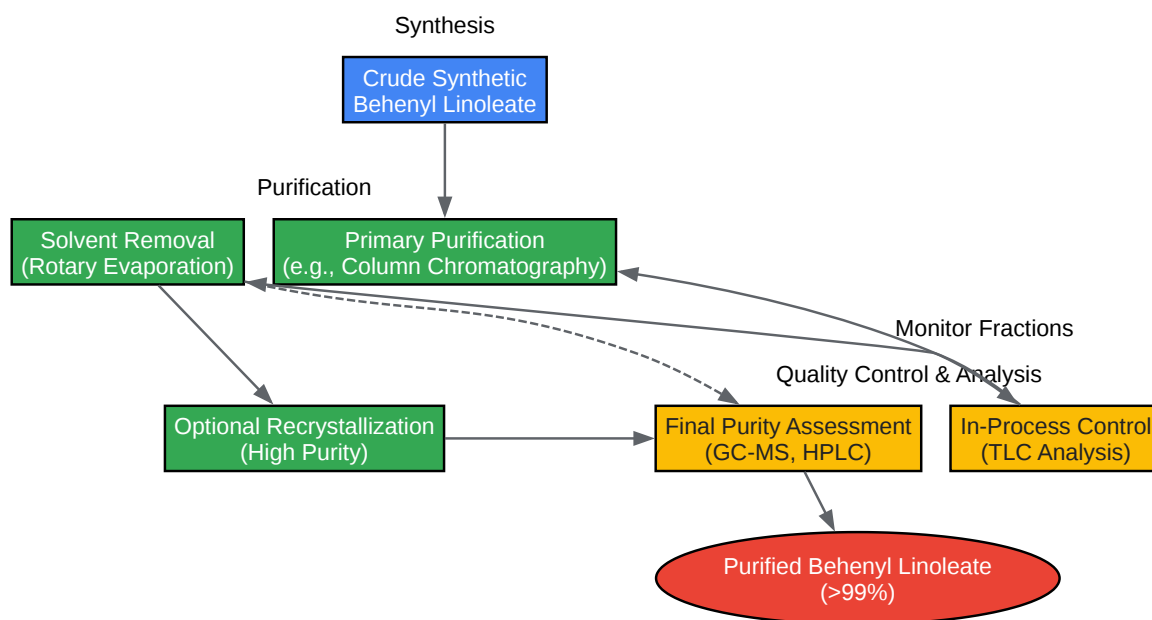 Synthesis
Crude Synthetic
Behenyl Linoleate
Purification
Solvent Removal
(Rotary Evaporation)
Primary Purification
(e.g., Column Chromatography)
Monitor Fractions
Quality Control & Analysis
Optional Recrystallization
(High Purity)
Final Purity Assessment
(GC-MS, HPLC)
In-Process Control
(TLC Analysis)
Purified Behenyl Linoleate
(>99%)